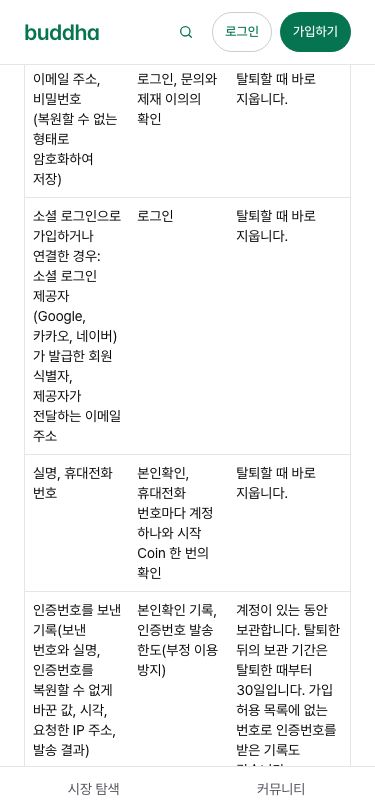 buddha
로그인
가입하기
이메일 주소,
비밀번호
(복원할 수 없는
형태로
암호화하여
저장)
로그인, 문의와
제재 이의의
확인
탈퇴할 때 바로
지웁니다.
소셜 로그인으로
가입하거나
연결한 경우:
소셜 로그인
제공자
(Google,
카카오, 네이버)
가 발급한 회원
식별자,
제공자가
전달하는 이메일
주소
로그인
탈퇴할 때 바로
지웁니다.
실명, 휴대전화
번호
본인확인,
휴대전화
번호마다 계정
하나와 시작
Coin 한 번의
확인
탈퇴할 때 바로
지웁니다.
인증번호를 보낸
기록(보낸
번호와 실명,
인증번호를
복원할 수 없게
바꾼 값, 시각,
요청한 IP 주소,
발송 결과)
본인확인 기록,
인증번호 발송
한도(부정 이용
방지)
계정이 있는 동안
보관합니다. 탈퇴한
뒤의 보관 기간은
탈퇴한 때부터
30일입니다. 가입
허용 목록에 없는
번호로 인증번호를
받은 기록도
시장 탐색
커뮤니티